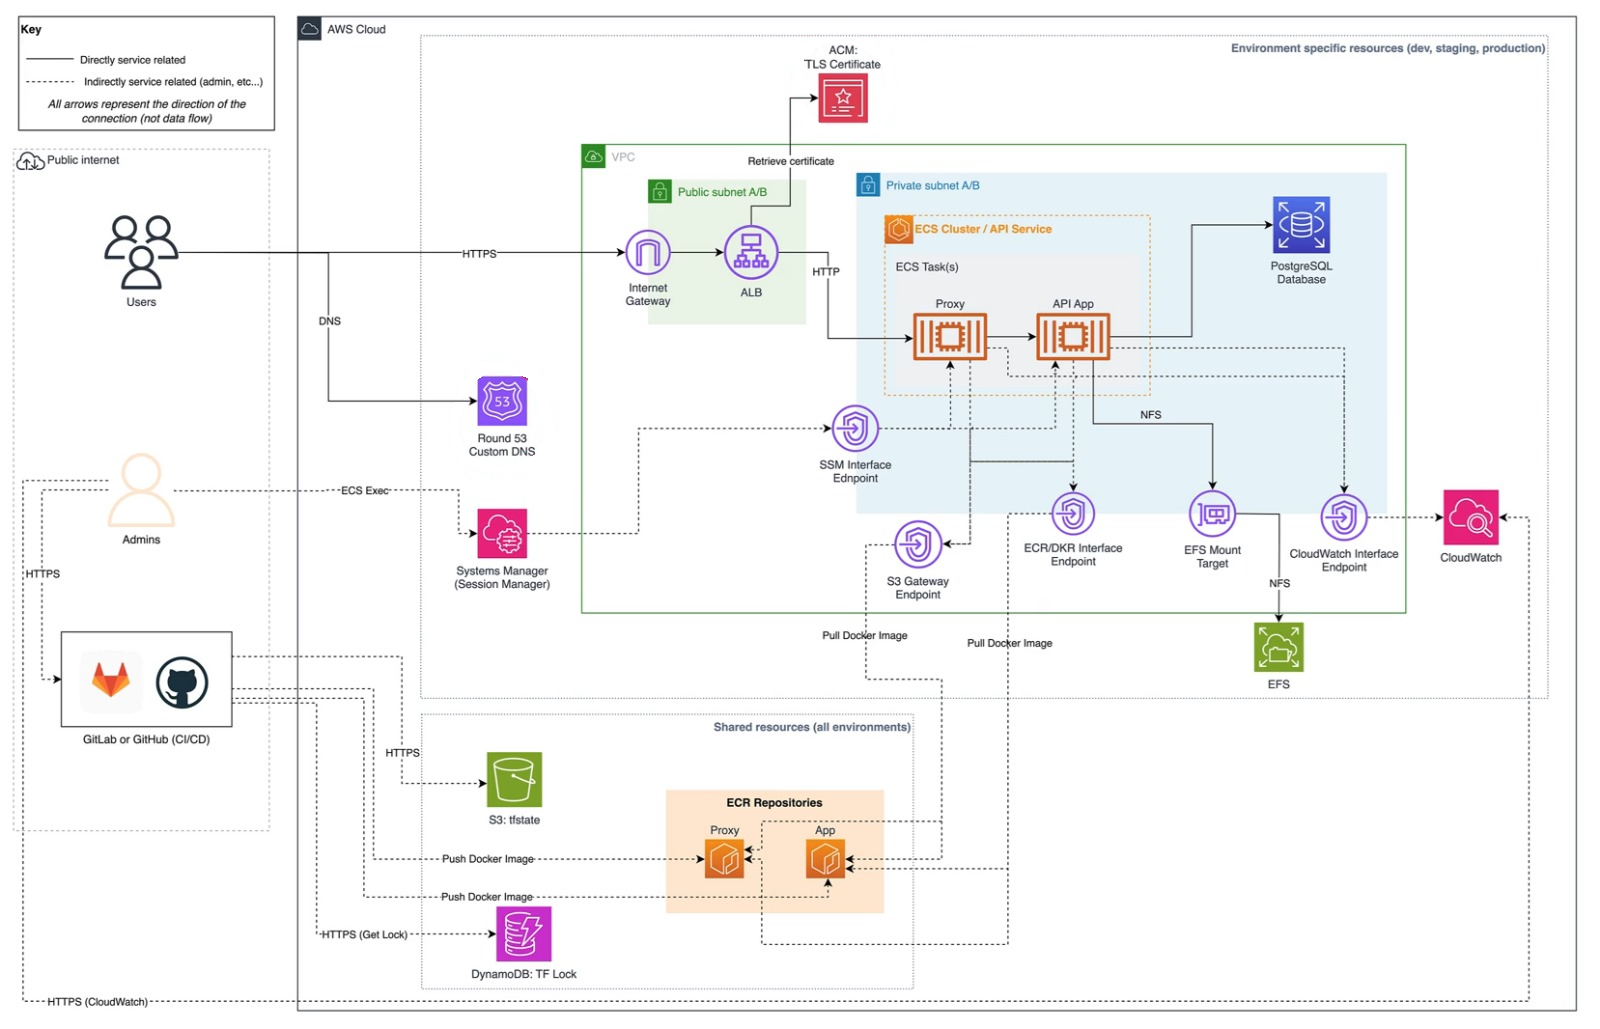 Key
Directly service related
Indirectly service related (admin, etc...)
All arrows represent the direction of the
connection (not data flow)
AWS Cloud
Environment specific resources (dev, staging, production)
ACM:
TLS Certificate
Public internet
VPC
Retrieve certificate
Public subnet A/B
Private subnet A/B
ECS Cluster / API Service
ECS Task(s)
Users
HTTPS
Internet
Gateway
ALB
HTTP
Proxy
API App
PostgreSQL
Database
DNS
53
Round 53
Custom DNS
NFS
SSM Interface
Ednpoint
Admins
ECS Exec
Systems Manager
(Session Manager)
S3 Gateway
Endpoint
ECR/DKR Interface
Endpoint
EFS Mount
Target
CloudWatch Interface
Endpoint
CloudWatch
HTTPS
NFS
Pull Docker Image
Pull Docker Image
EFS
GitLab or GitHub (CI/CD)
Shared resources (all environments)
HTTPS
S3: tfstate
ECR Repositories
Proxy
App
Push Docker Image
Push Docker Image
HTTPS (Get Lock)
DynamoDB: TF Lock
HTTPS (CloudWatch)